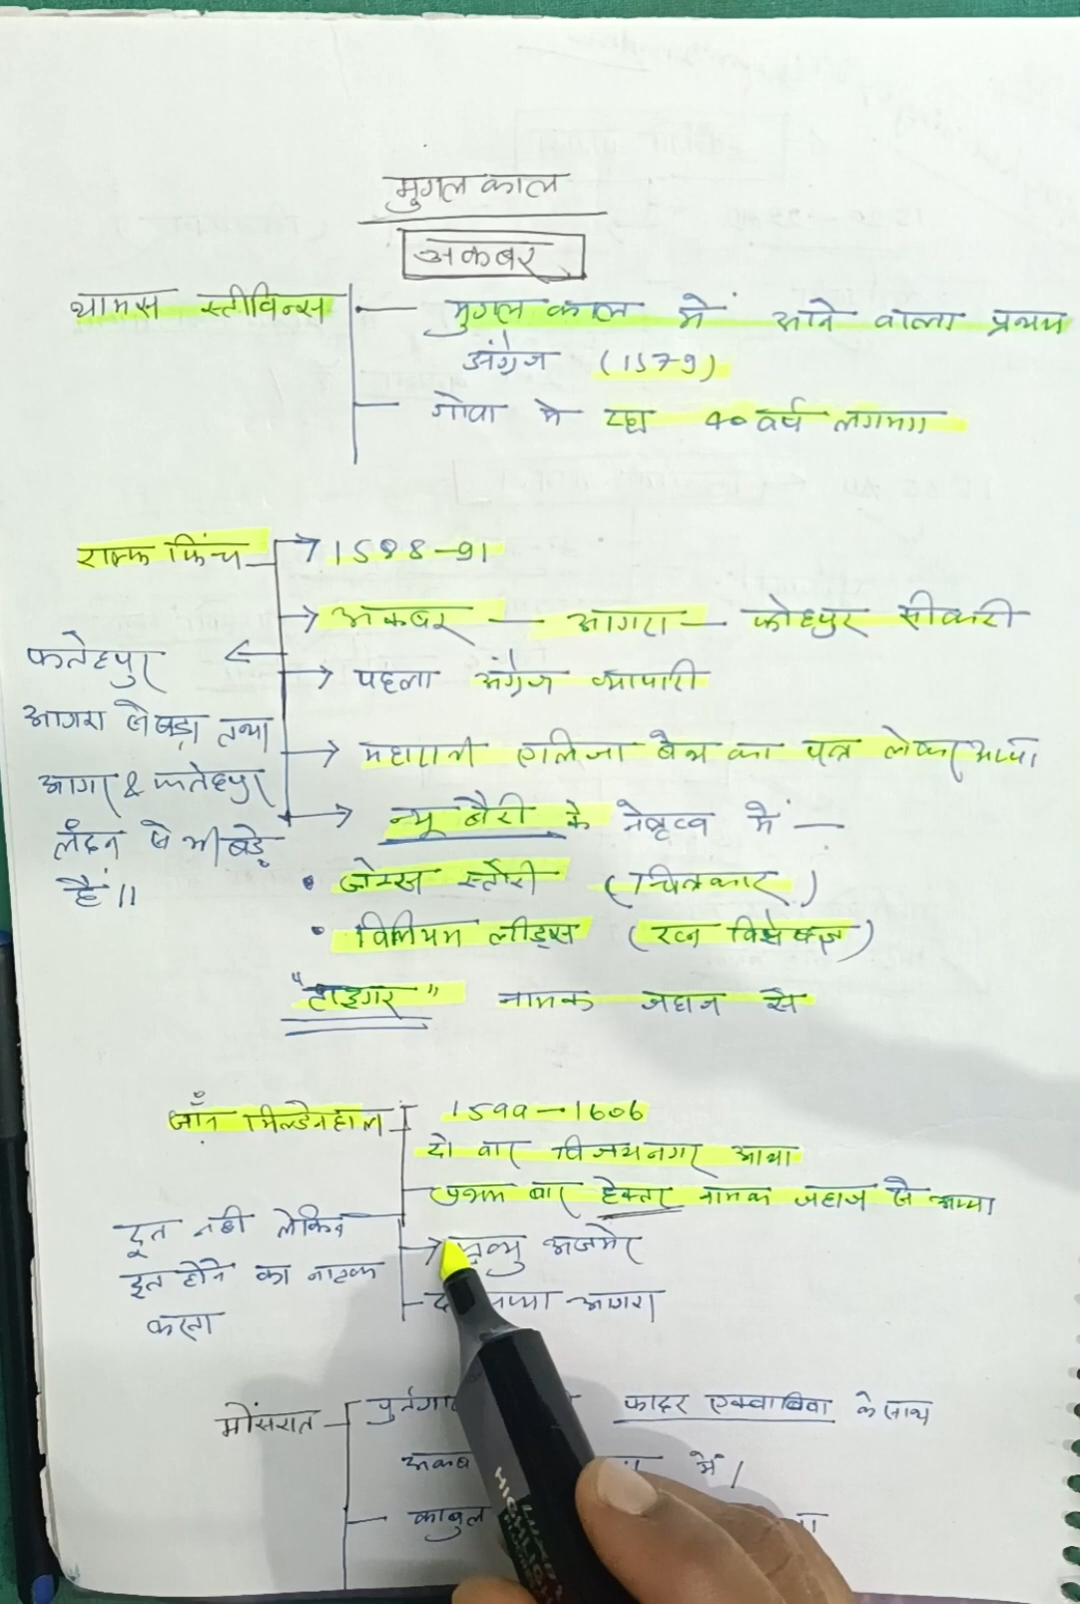 मुगल काल
अकबर
थामस स्टीविन्स
मुगल काल में आने वाला प्रथम
अंग्रेज (1579)
गोवा मे रहा 40 वर्ष लगभग
राल्फ फिंच
1588-91
अकबर — आगरा — फतेहपुर सीकरी
पहला अंग्रेज व्यापारी
महारानी एलिजा बेथ का पत्र लेकर आया
न्यू बैरी के नेतृत्व में —
• जेम्स स्टोरी (चित्रकार)
• विलियम लीड्स (रत्न विशेषज्ञ)
"टाइगर" नामक जहाज से
फतेहपुर
आगरा से बड़ा तथा
आगरा & फतेहपुर
लंदन से भी बड़े
है॥
जॉन मिल्डेनहाल
1599-1606
दो बार विजयनगर आया
प्रथम बार हेक्टर नामक जहाज से आया
मृत्यु अजमेर
आगरा
दूत नही लेकिन
दूत होने का नाटक
करता
मोंसरात
फादर एक्वाविवा के साथ
में।
काबुल